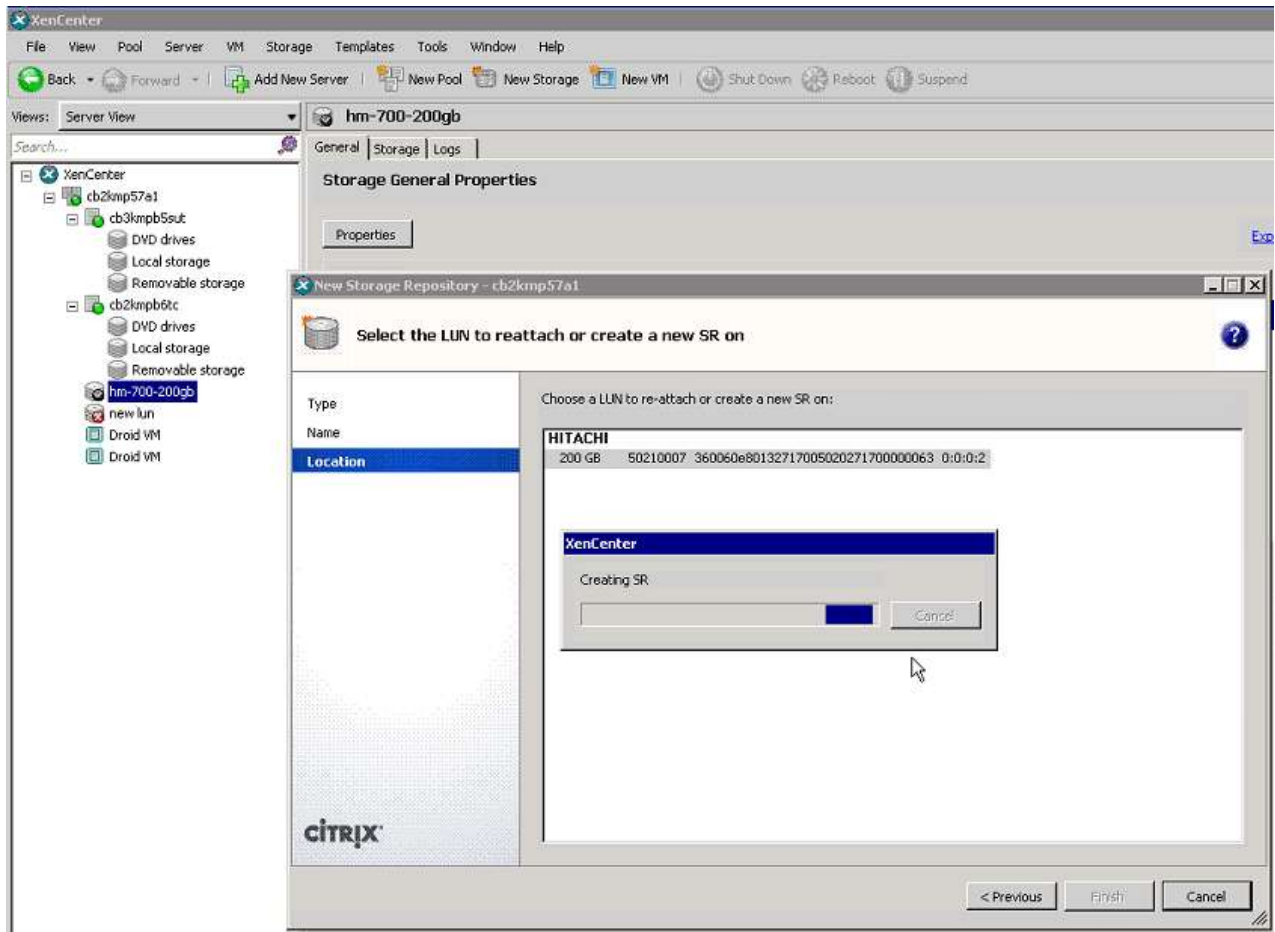 XenCenter
File View Pool Server VM Storage Templates Tools Window Help
Back Forward Add New Server New Pool New Storage New VM Shut Down Reboot Suspend
Views: Server View
hm-700-200gb
Search...
General Storage Logs
XenCenter
Storage General Properties
cb2kmp57a1
cb3kmpb5sut
DVD drives
Properties
Exp
Local storage
Removable storage
New Storage Repository - cb2kmp57a1
cb2kmpb6tc
DVD drives
Select the LUN to reattach or create a new SR on
Local storage
Removable storage
hm-700-200gb
new lun
Droid VM
Droid VM
Type
Name
Location
Choose a LUN to re-attach or create a new SR on:
HITACHI
200 GB 50210007 360060e80132717005020271700000063 0:0:0:2
XenCenter
Creating SR
Cancel
CITRIX
< Previous Finish Cancel